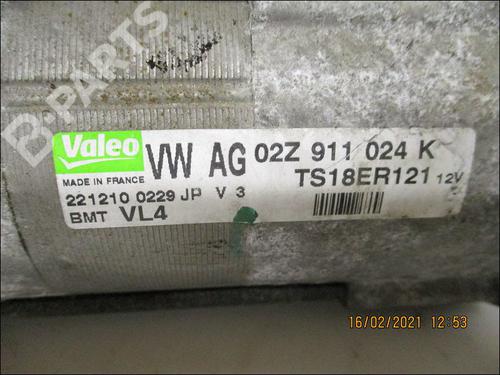 B-PARTS
Valeo VW AG 02Z 911 024 K
MADE IN FRANCE TS18ER121 12V
221210 0229 JP V 3
BMT VL4
16/02/2021 12:53